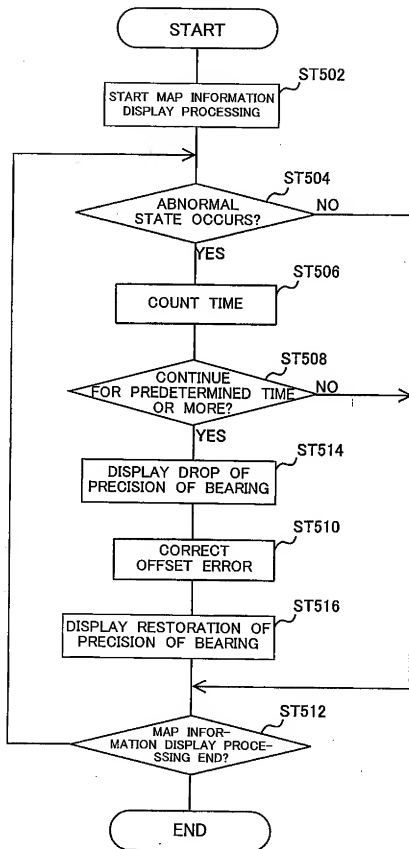 START
ST502
START MAP INFORMATION
DISPLAY PROCESSING
ST504
ABNORMAL
STATE OCCURS?
NO
YES
ST506
COUNT TIME
ST508
CONTINUE
FOR PREDETERMINED TIME
OR MORE?
NO
YES
ST514
DISPLAY DROP OF
PRECISION OF BEARING
ST510
CORRECT
OFFSET ERROR
ST516
DISPLAY RESTORATION OF
PRECISION OF BEARING
ST512
MAP INFOR-
MATION DISPLAY PROCE-
SSING END?
END